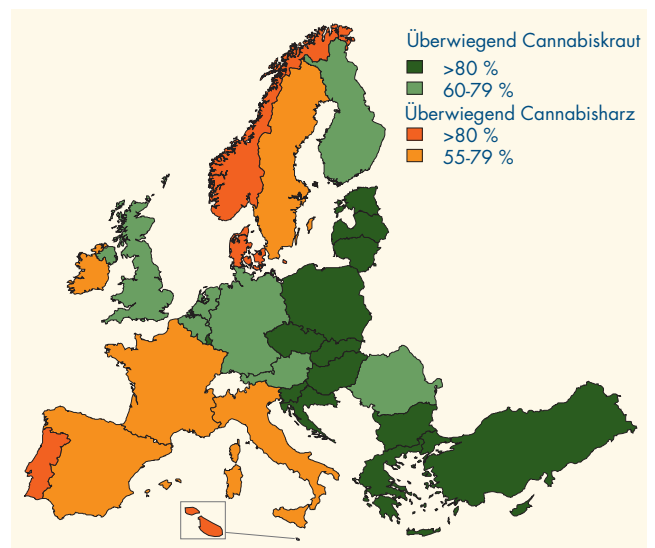 Überwiegend Cannabiskraut
>80 %
60-79 %
Überwiegend Cannabisharz
>80 %
55-79 %